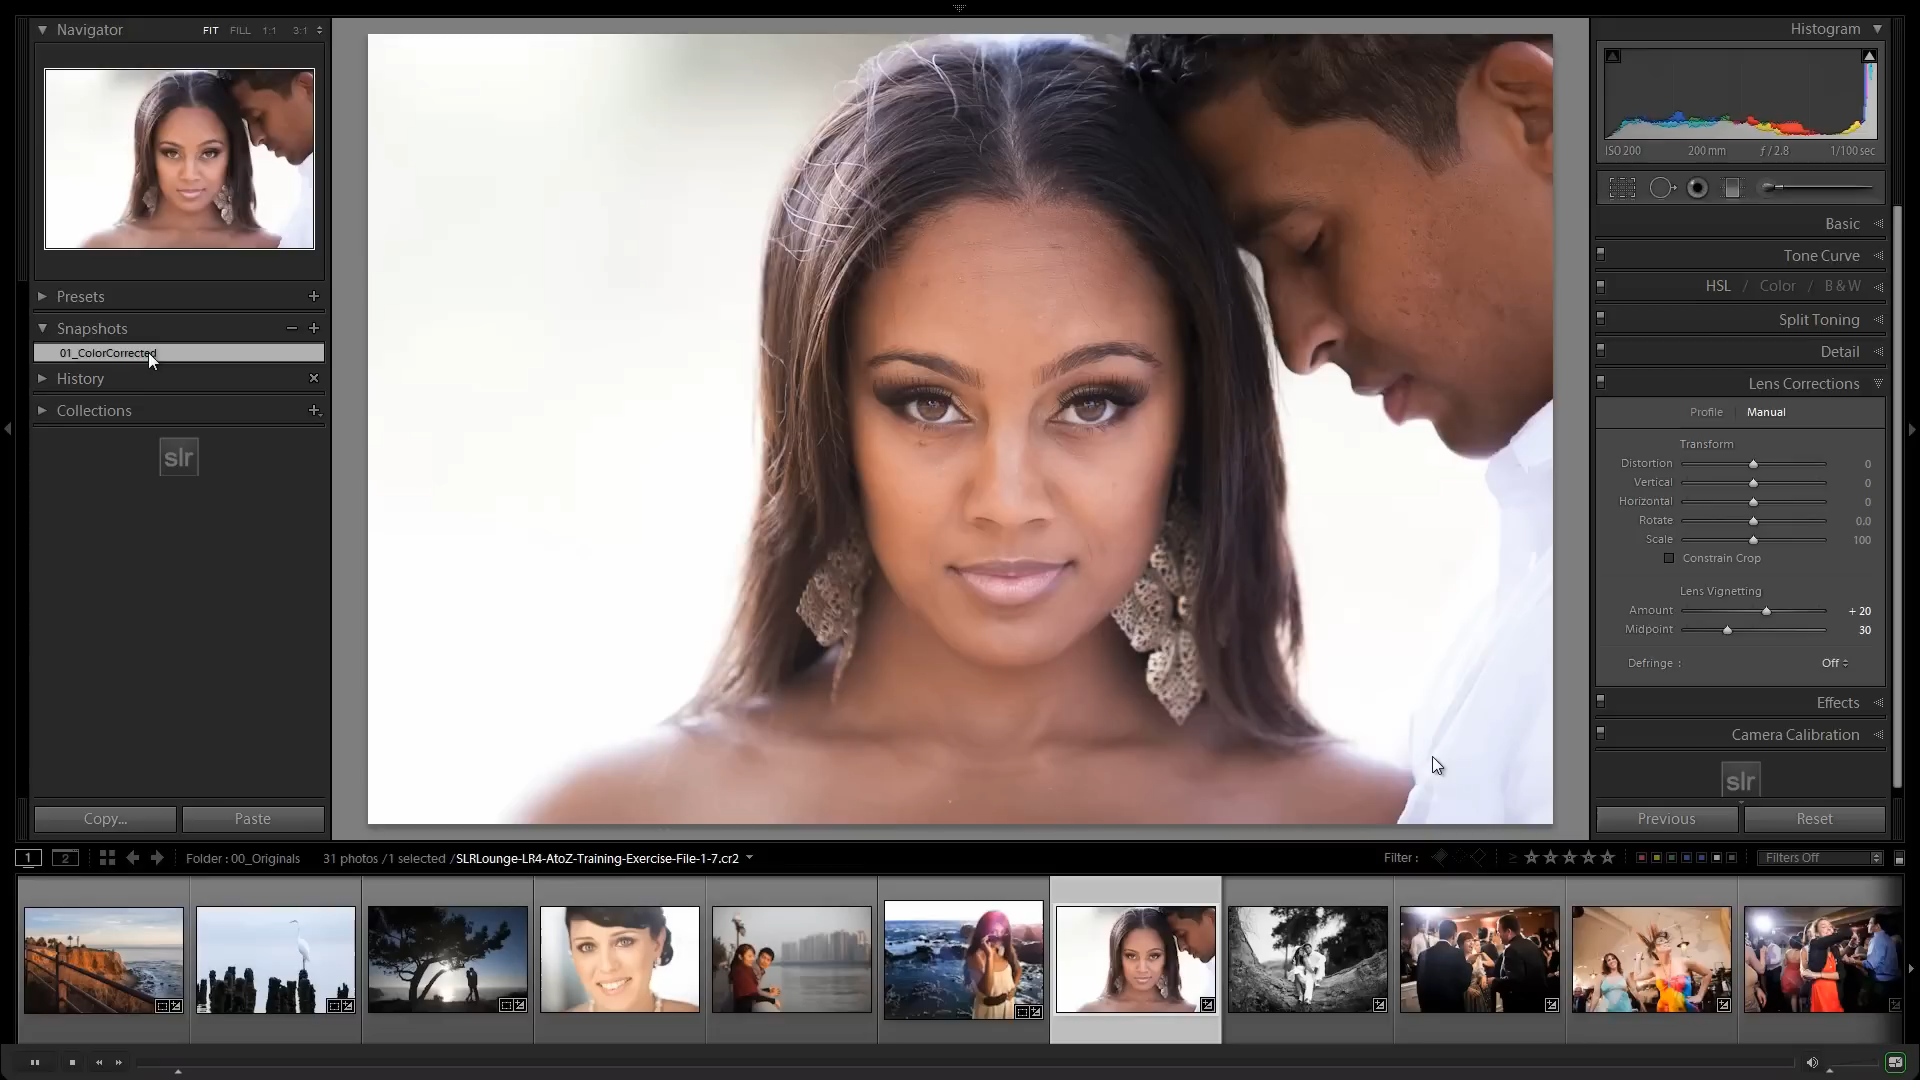 Navigator FIT FILL 1:1 3:1
Presets
Snapshots
01_ColorCorrected
History
Collections
slr
Copy... Paste
Histogram
ISO 200 200 mm ƒ / 2.8 1/100 sec
Basic
Tone Curve
HSL / Color / B & W
Split Toning
Detail
Lens Corrections
Profile Manual
Transform
Distortion 0
Vertical 0
Horizontal 0
Rotate 0.0
Scale 100
Constrain Crop
Lens Vignetting
Amount + 20
Midpoint 30
Defringe : Off
Effects
Camera Calibration
slr
Previous Reset
1 2 Folder : 00_Originals 31 photos / 1 selected / SLRLounge-LR4-AtoZ-Training-Exercise-File-1-7.cr2 Filter : Filters Off